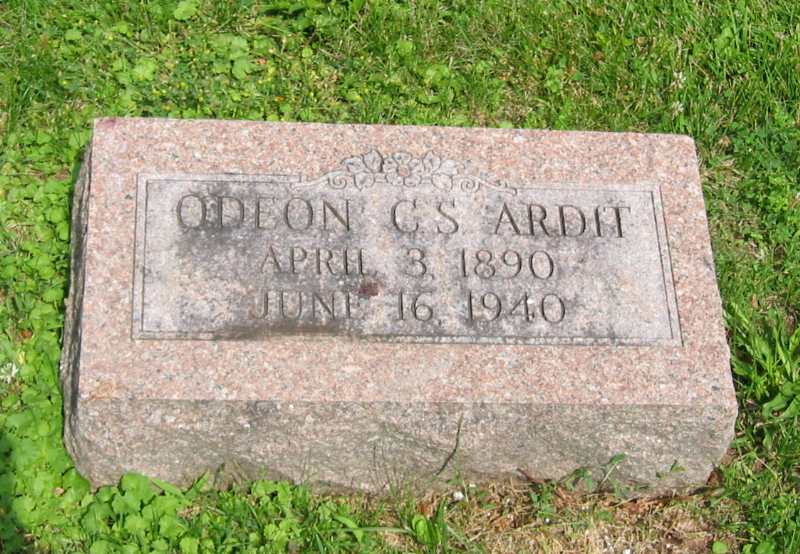 ODEON C.S. ARDIT
APRIL 3, 1890
JUNE 16, 1940